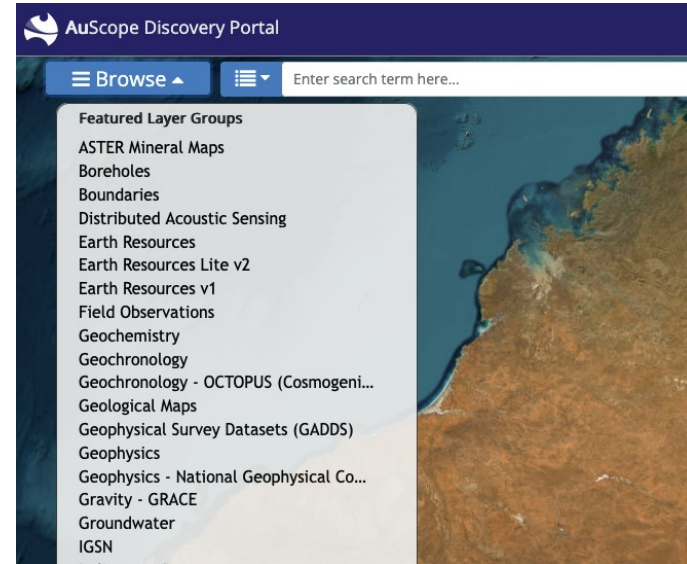 AuScope Discovery Portal
Browse
Enter search term here...
Featured Layer Groups
ASTER Mineral Maps
Boreholes
Boundaries
Distributed Acoustic Sensing
Earth Resources
Earth Resources Lite v2
Earth Resources v1
Field Observations
Geochemistry
Geochronology
Geochronology - OCTOPUS (Cosmogeni...
Geological Maps
Geophysical Survey Datasets (GADDS)
Geophysics
Geophysics - National Geophysical Co...
Gravity - GRACE
Groundwater
IGSN